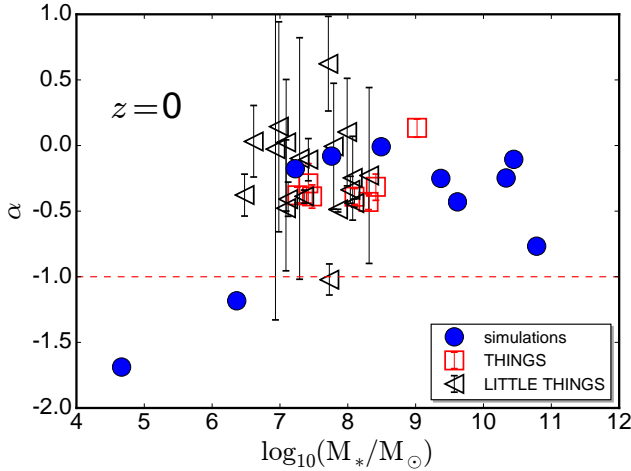 1.0
0.5
0.0
-0.5
-1.0
-1.5
-2.0
α
z=0
simulations
THINGS
LITTLE THINGS
4 5 6 7 8 9 10 11 12
log₁₀(M*/M⊙)